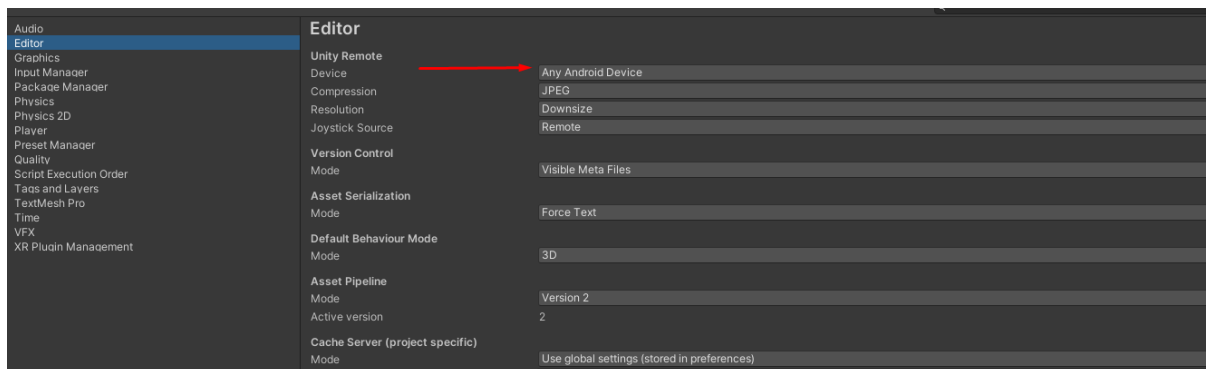 Audio
Editor
Graphics
Input Manager
Package Manager
Physics
Physics 2D
Player
Preset Manager
Quality
Script Execution Order
Tags and Layers
TextMesh Pro
Time
VFX
XR Plugin Management
Editor
Unity Remote
Device Any Android Device
Compression JPEG
Resolution Downsize
Joystick Source Remote
Version Control
Mode Visible Meta Files
Asset Serialization
Mode Force Text
Default Behaviour Mode
Mode 3D
Asset Pipeline
Mode Version 2
Active version 2
Cache Server (project specific)
Mode Use global settings (stored in preferences)